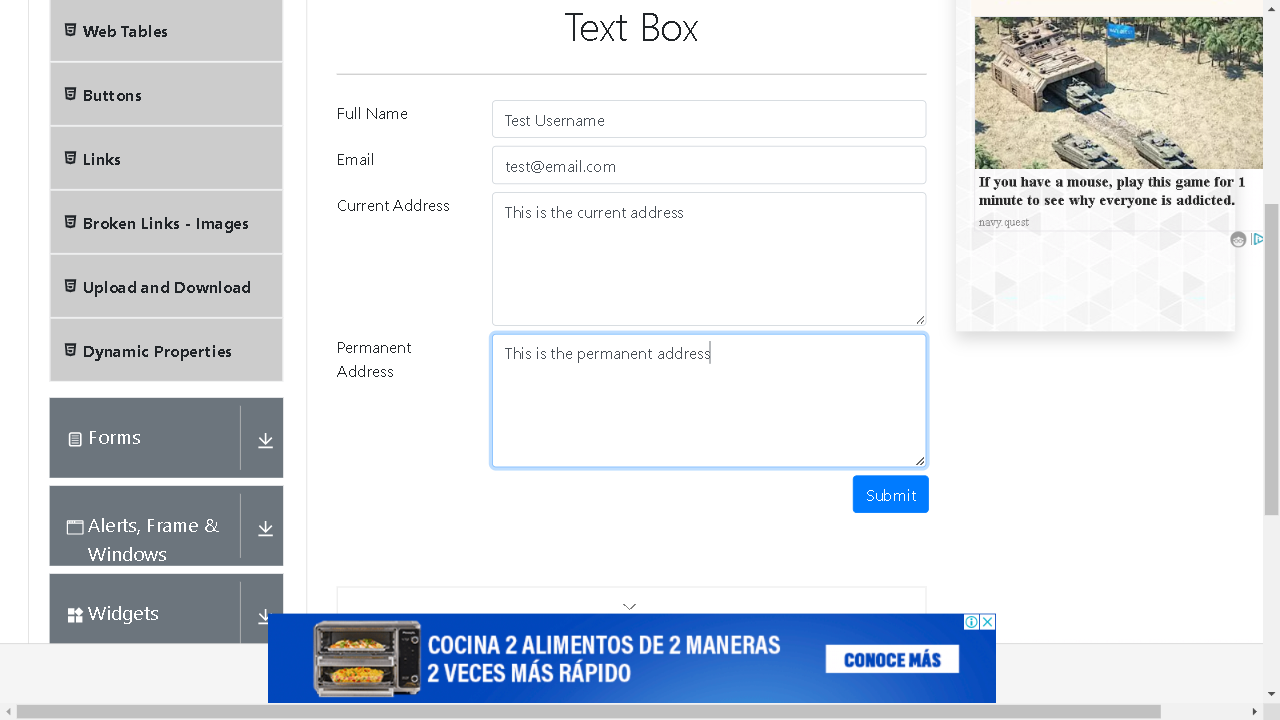 Web Tables
Buttons
Links
Broken Links - Images
Upload and Download
Dynamic Properties
Forms
Alerts, Frame &
Windows
Widgets
Text Box
Full Name
Test Username
Email
test@email.com
Current Address
This is the current address
Permanent
Address
This is the permanent address
Submit
If you have a mouse, play this game for 1
minute to see why everyone is addicted.
navy.quest
COCINA 2 ALIMENTOS DE 2 MANERAS
2 VECES MÁS RÁPIDO
CONOCE MÁS